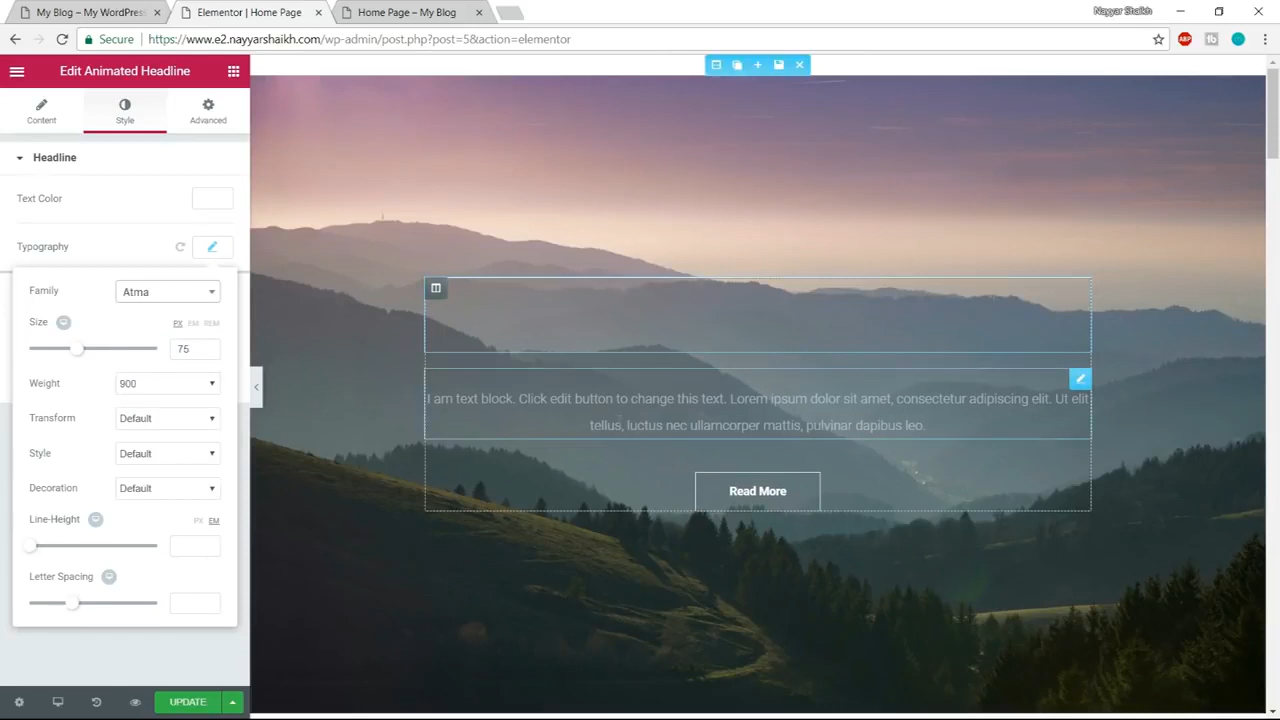 My Blog – My WordPress
Elementor | Home Page
Home Page – My Blog
Nayyar Shaikh
Secure
https://www.e2.nayyarshaikh.com/wp-admin/post.php?post=5&action=elementor
ABP
Edit Animated Headline
Content
Style
Advanced
Headline
Text Color
Typography
Family
Atma
Size
PX EM REM
75
Weight
900
Transform
Default
Style
Default
Decoration
Default
Line-Height
PX EM
Letter Spacing
UPDATE
I am text block. Click edit button to change this text. Lorem ipsum dolor sit amet, consectetur adipiscing elit. Ut elit
tellus, luctus nec ullamcorper mattis, pulvinar dapibus leo.
Read More